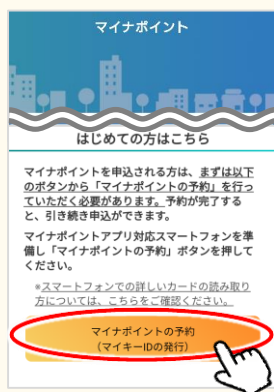 マイナポイント
はじめての方はこちら
マイナポイントを申込される方は、まずは以下
のボタンから「マイナポイントの予約」を行っ
ていただく必要があります。予約が完了する
と、引き続き申込ができます。
マイナポイントアプリ対応スマートフォンを準
備し「マイナポイントの予約」ボタンを押して
ください。
※スマートフォンでの詳しいカードの読み取り
方については、こちらをご確認ください。
マイナポイントの予約
（マイキーIDの発行）